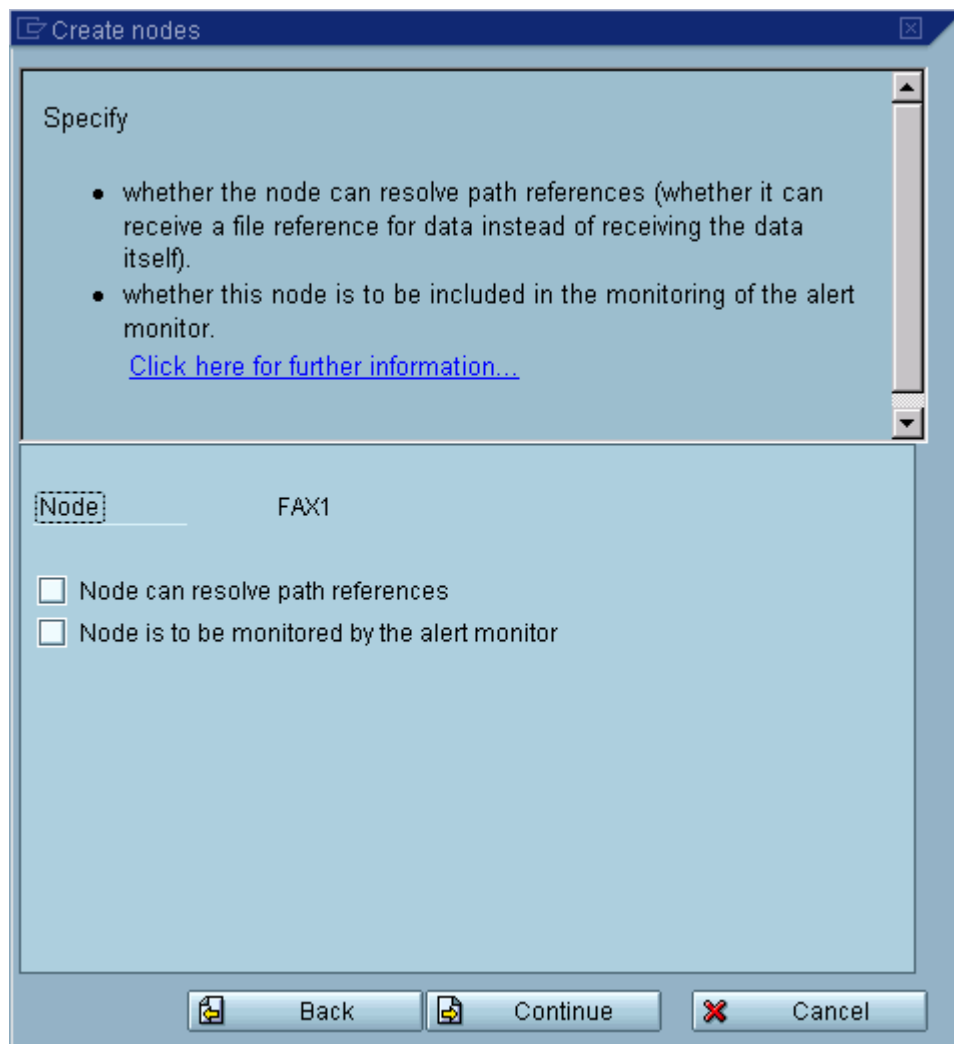 Create nodes
Specify
• whether the node can resolve path references (whether it can
receive a file reference for data instead of receiving the data
itself).
• whether this node is to be included in the monitoring of the alert
monitor.
Click here for further information...
Node FAX1
Node can resolve path references
Node is to be monitored by the alert monitor
Back Continue Cancel